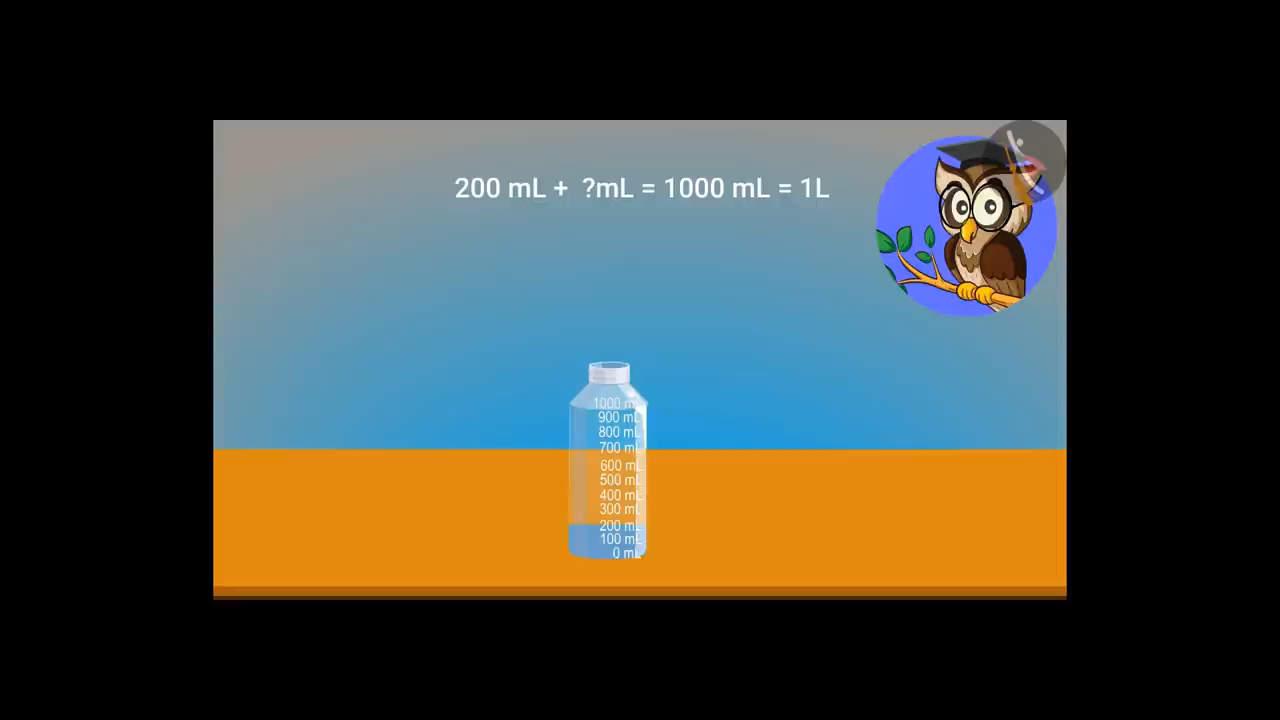 200 mL + ?mL = 1000 mL = 1L
1000 mL
900 mL
800 mL
700 mL
600 mL
500 mL
400 mL
300 mL
200 mL
100 mL
0 mL